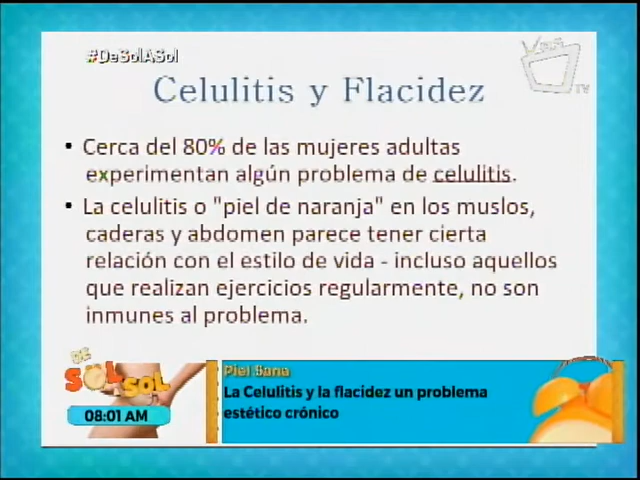 #DeSolASol
TV
Celulitis y Flacidez
• Cerca del 80% de las mujeres adultas
experimentan algún problema de celulitis.
• La celulitis o "piel de naranja" en los muslos,
caderas y abdomen parece tener cierta
relación con el estilo de vida - incluso aquellos
que realizan ejercicios regularmente, no son
inmunes al problema.
DE
SOL
A SOL
08:01 AM
Piel Sana
La Celulitis y la flacidez un problema
estético crónico